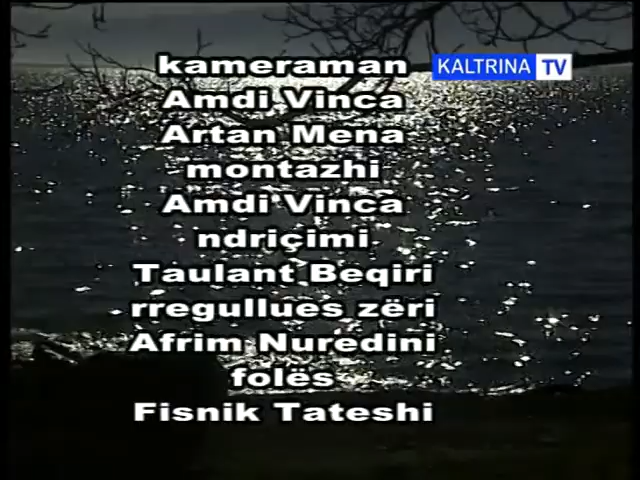 kameraman
KALTRINA TV
Amdi Vinca
Artan Mena
montazhi
Amdi Vinca
ndriçimi
Taulant Beqiri
rregullues zëri
Afrim Nuredini
folës
Fisnik Tateshi